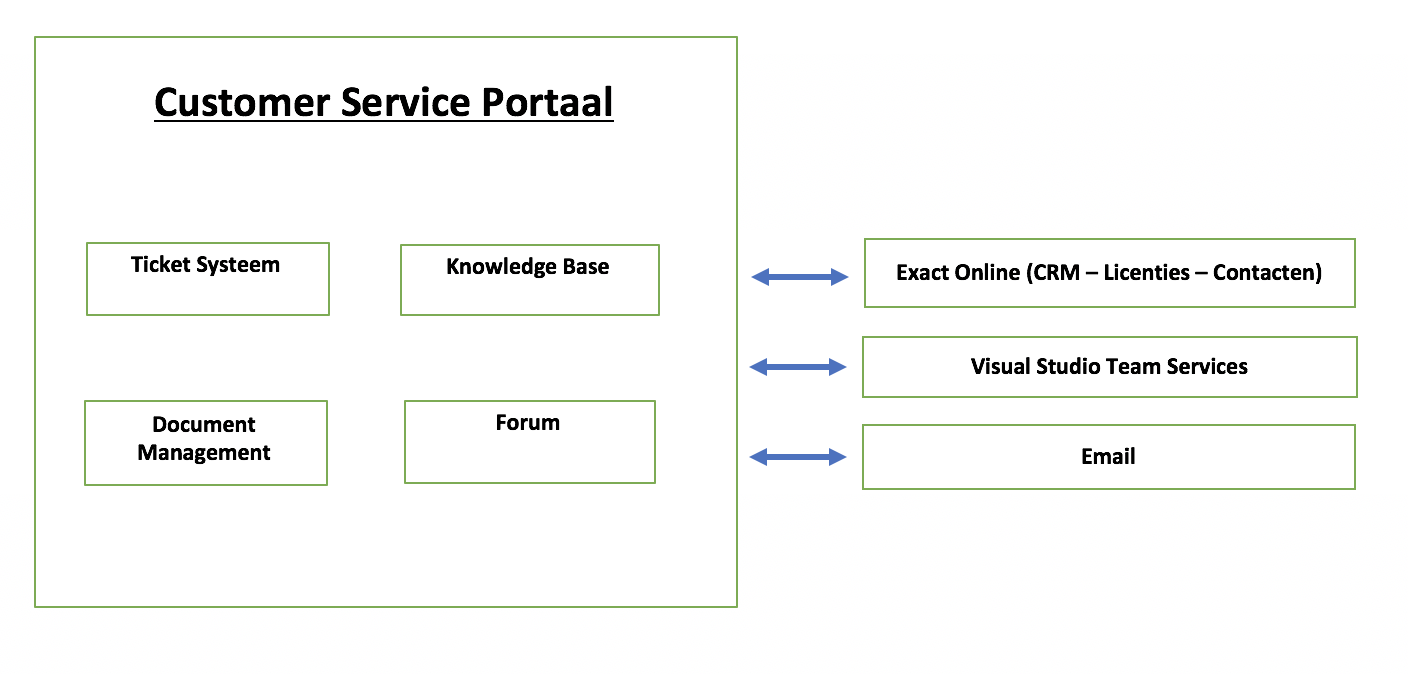 Customer Service Portaal
Ticket Systeem
Knowledge Base
Document
Management
Forum
Exact Online (CRM – Licenties – Contacten)
Visual Studio Team Services
Email